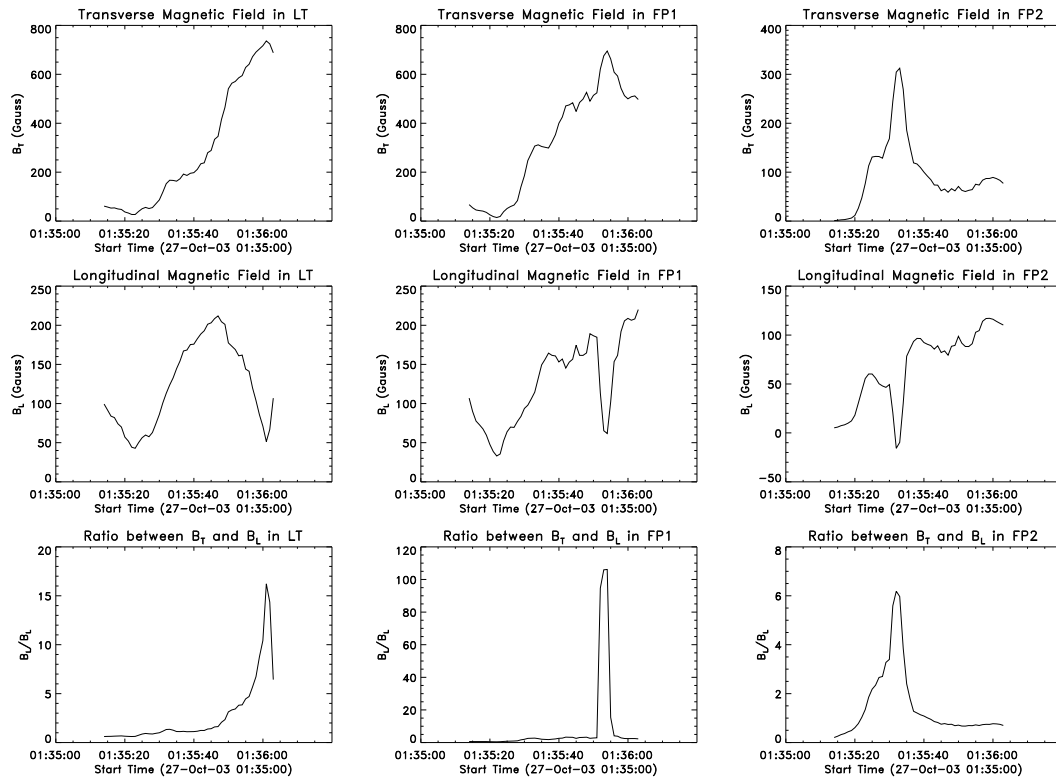 Transverse Magnetic Field in LT
Transverse Magnetic Field in FP1
Transverse Magnetic Field in FP2
800
600
400
200
0
B_T (Gauss)
01:35:00 01:35:20 01:35:40 01:36:00
Start Time (27-Oct-03 01:35:00)
800
600
400
200
0
B_T (Gauss)
01:35:00 01:35:20 01:35:40 01:36:00
Start Time (27-Oct-03 01:35:00)
400
300
200
100
0
B_T (Gauss)
01:35:00 01:35:20 01:35:40 01:36:00
Start Time (27-Oct-03 01:35:00)
Longitudinal Magnetic Field in LT
Longitudinal Magnetic Field in FP1
Longitudinal Magnetic Field in FP2
250
200
150
100
50
0
B_L (Gauss)
01:35:00 01:35:20 01:35:40 01:36:00
Start Time (27-Oct-03 01:35:00)
250
200
150
100
50
0
B_L (Gauss)
01:35:00 01:35:20 01:35:40 01:36:00
Start Time (27-Oct-03 01:35:00)
150
100
50
0
-50
B_L (Gauss)
01:35:00 01:35:20 01:35:40 01:36:00
Start Time (27-Oct-03 01:35:00)
Ratio between B_T and B_L in LT
Ratio between B_T and B_L in FP1
Ratio between B_T and B_L in FP2
20
15
10
5
0
B_L/B_L
01:35:00 01:35:20 01:35:40 01:36:00
Start Time (27-Oct-03 01:35:00)
120
100
80
60
40
20
0
B_L/B_L
01:35:00 01:35:20 01:35:40 01:36:00
Start Time (27-Oct-03 01:35:00)
8
6
4
2
0
B_L/B_L
01:35:00 01:35:20 01:35:40 01:36:00
Start Time (27-Oct-03 01:35:00)